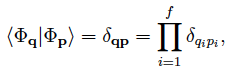 ⟨Φ_𝐪|Φ_𝐩⟩ = δ_𝐪𝐩 = ∏_{i=1}^{f} δ_{q_i p_i},